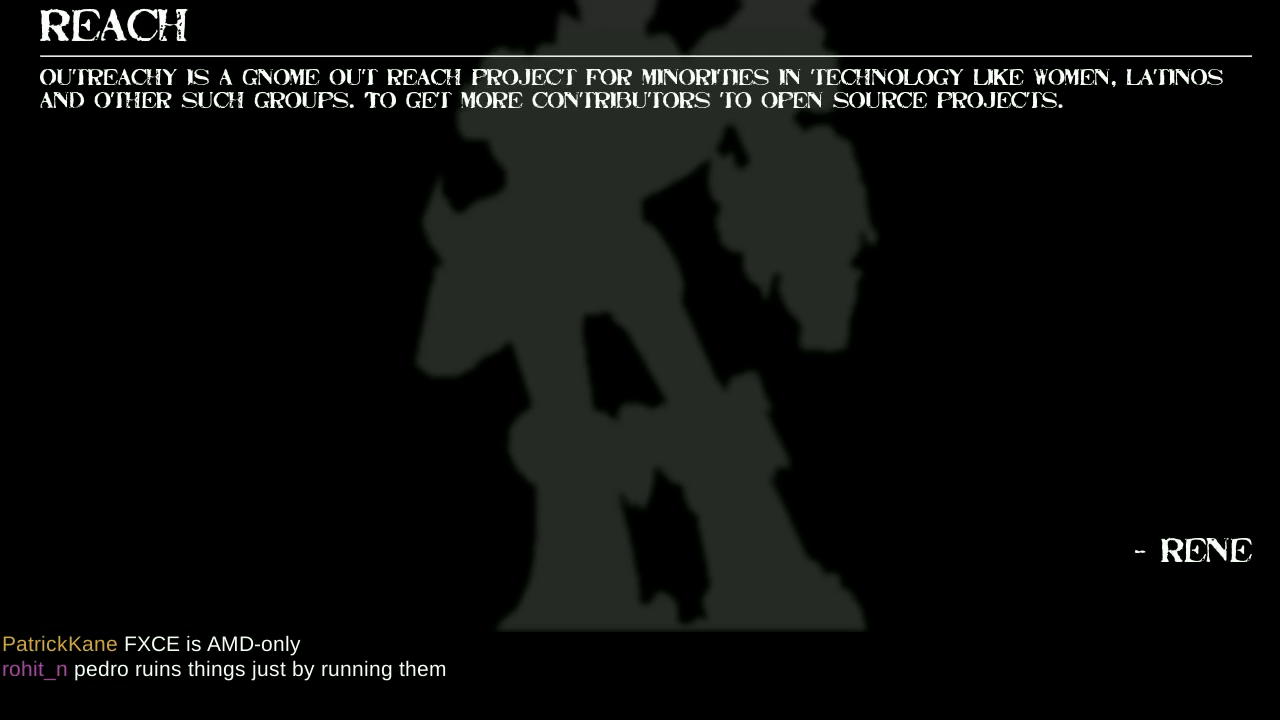 REACH
OUTREACHY IS A GNOME OUT REACH PROJECT FOR MINORITIES IN TECHNOLOGY LIKE WOMEN, LATINOS
AND OTHER SUCH GROUPS. TO GET MORE CONTRIBUTORS TO OPEN SOURCE PROJECTS.
- RENE
PatrickKane FXCE is AMD-only
rohit_n pedro ruins things just by running them